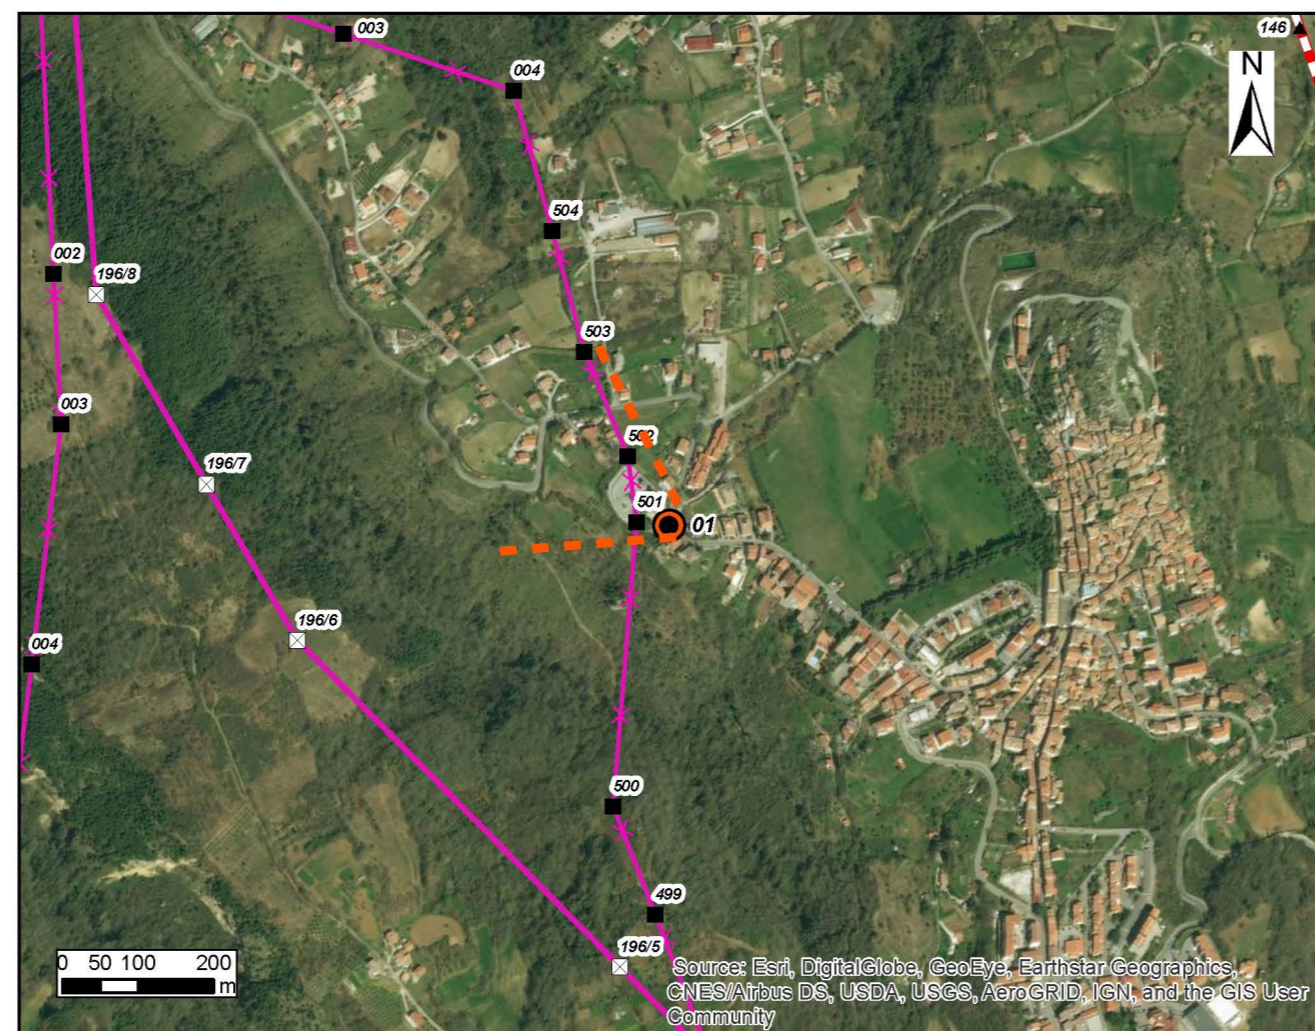 003
146
004
N
504
002
196/8
503
003
502
196/7
501
01
196/6
004
500
499
196/5
0 50 100 200
m
Source: Esri, DigitalGlobe, GeoEye, Earthstar Geographics,
CNES/Airbus DS, USDA, USGS, AeroGRID, IGN, and the GIS User
Community